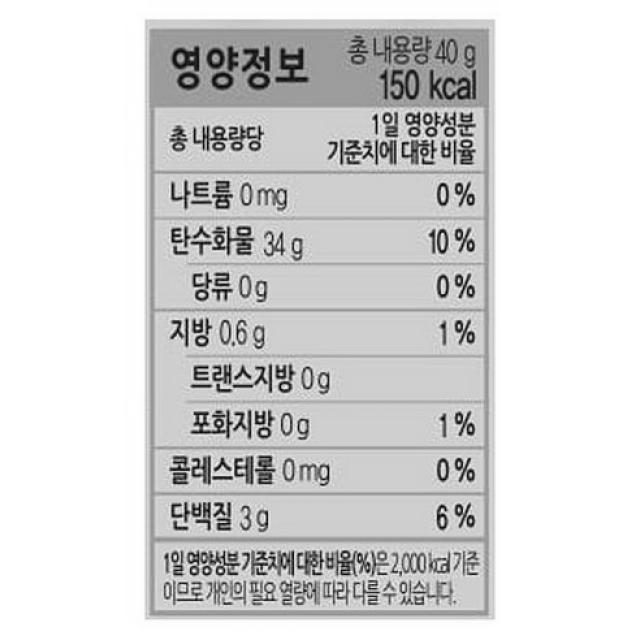 영양정보 총 내용량 40 g
150 kcal
총 내용량당 1일 영양성분
기준치에 대한 비율
나트륨 0 mg 0 %
탄수화물 34 g 10 %
당류 0 g 0 %
지방 0.6 g 1 %
트랜스지방 0 g
포화지방 0 g 1 %
콜레스테롤 0 mg 0 %
단백질 3 g 6 %
1일 영양성분 기준치에 대한 비율(%)은 2,000 kcal 기준
이므로 개인의 필요 열량에 따라 다를 수 있습니다.